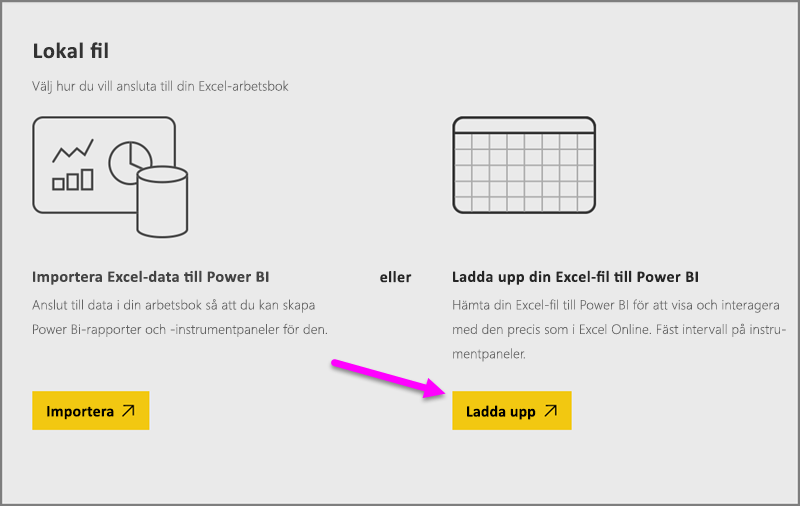 Lokal fil
Välj hur du vill ansluta till din Excel-arbetsbok
Importera Excel-data till Power BI
Anslut till data i din arbetsbok så att du kan skapa
Power Bi-rapporter och -instrumentpaneler för den.
Importera
eller
Ladda upp din Excel-fil till Power BI
Hämta din Excel-fil till Power BI för att visa och interagera
med den precis som i Excel Online. Fäst intervall på instru-
mentpaneler.
Ladda upp